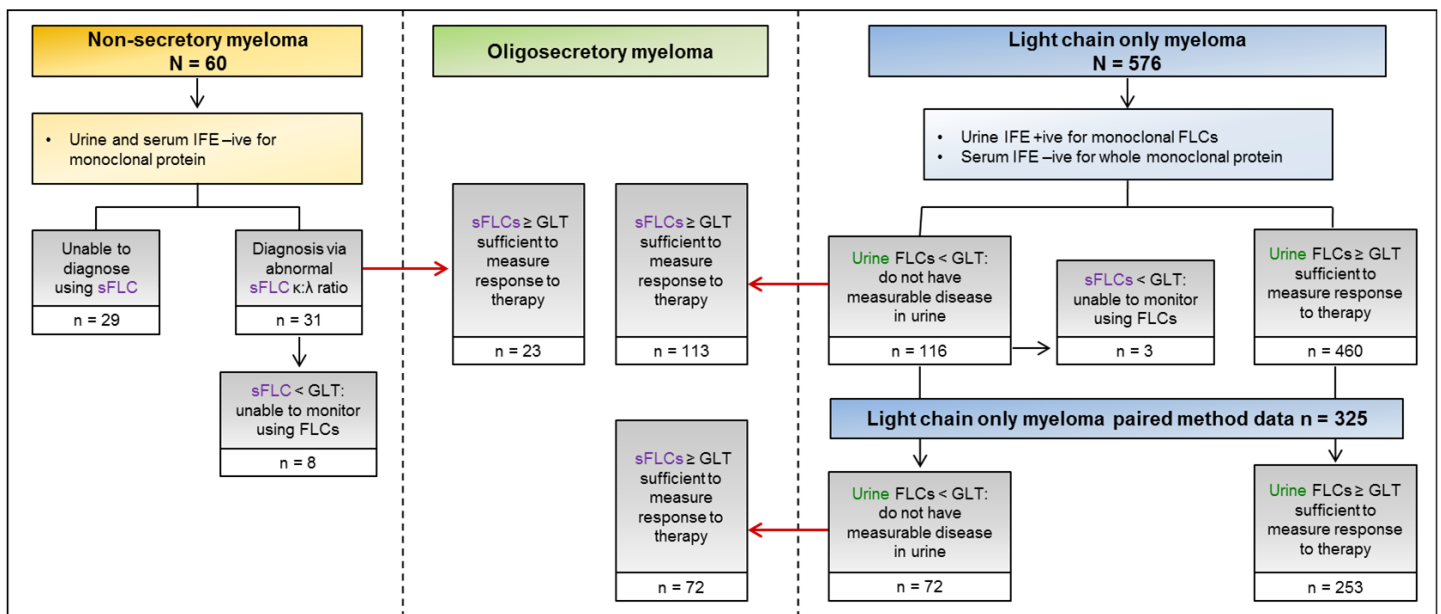 Non-secretory myeloma
N = 60
• Urine and serum IFE –ive for
monoclonal protein
Unable to
diagnose
using sFLC
n = 29
Diagnosis via
abnormal
sFLC κ:λ ratio
n = 31
sFLC < GLT:
unable to monitor
using FLCs
n = 8
Oligosecretory myeloma
sFLCs ≥ GLT
sufficient to
measure
response to
therapy
n = 23
sFLCs ≥ GLT
sufficient to
measure
response to
therapy
n = 113
sFLCs ≥ GLT
sufficient to
measure
response to
therapy
n = 72
Light chain only myeloma
N = 576
• Urine IFE +ive for monoclonal FLCs
• Serum IFE –ive for whole monoclonal protein
Urine FLCs < GLT:
do not have
measurable disease
in urine
n = 116
sFLCs < GLT:
unable to monitor
using FLCs
n = 3
Urine FLCs ≥ GLT
sufficient to
measure response
to therapy
n = 460
Light chain only myeloma paired method data n = 325
Urine FLCs < GLT:
do not have
measurable disease
in urine
n = 72
Urine FLCs ≥ GLT
sufficient to
measure response
to therapy
n = 253